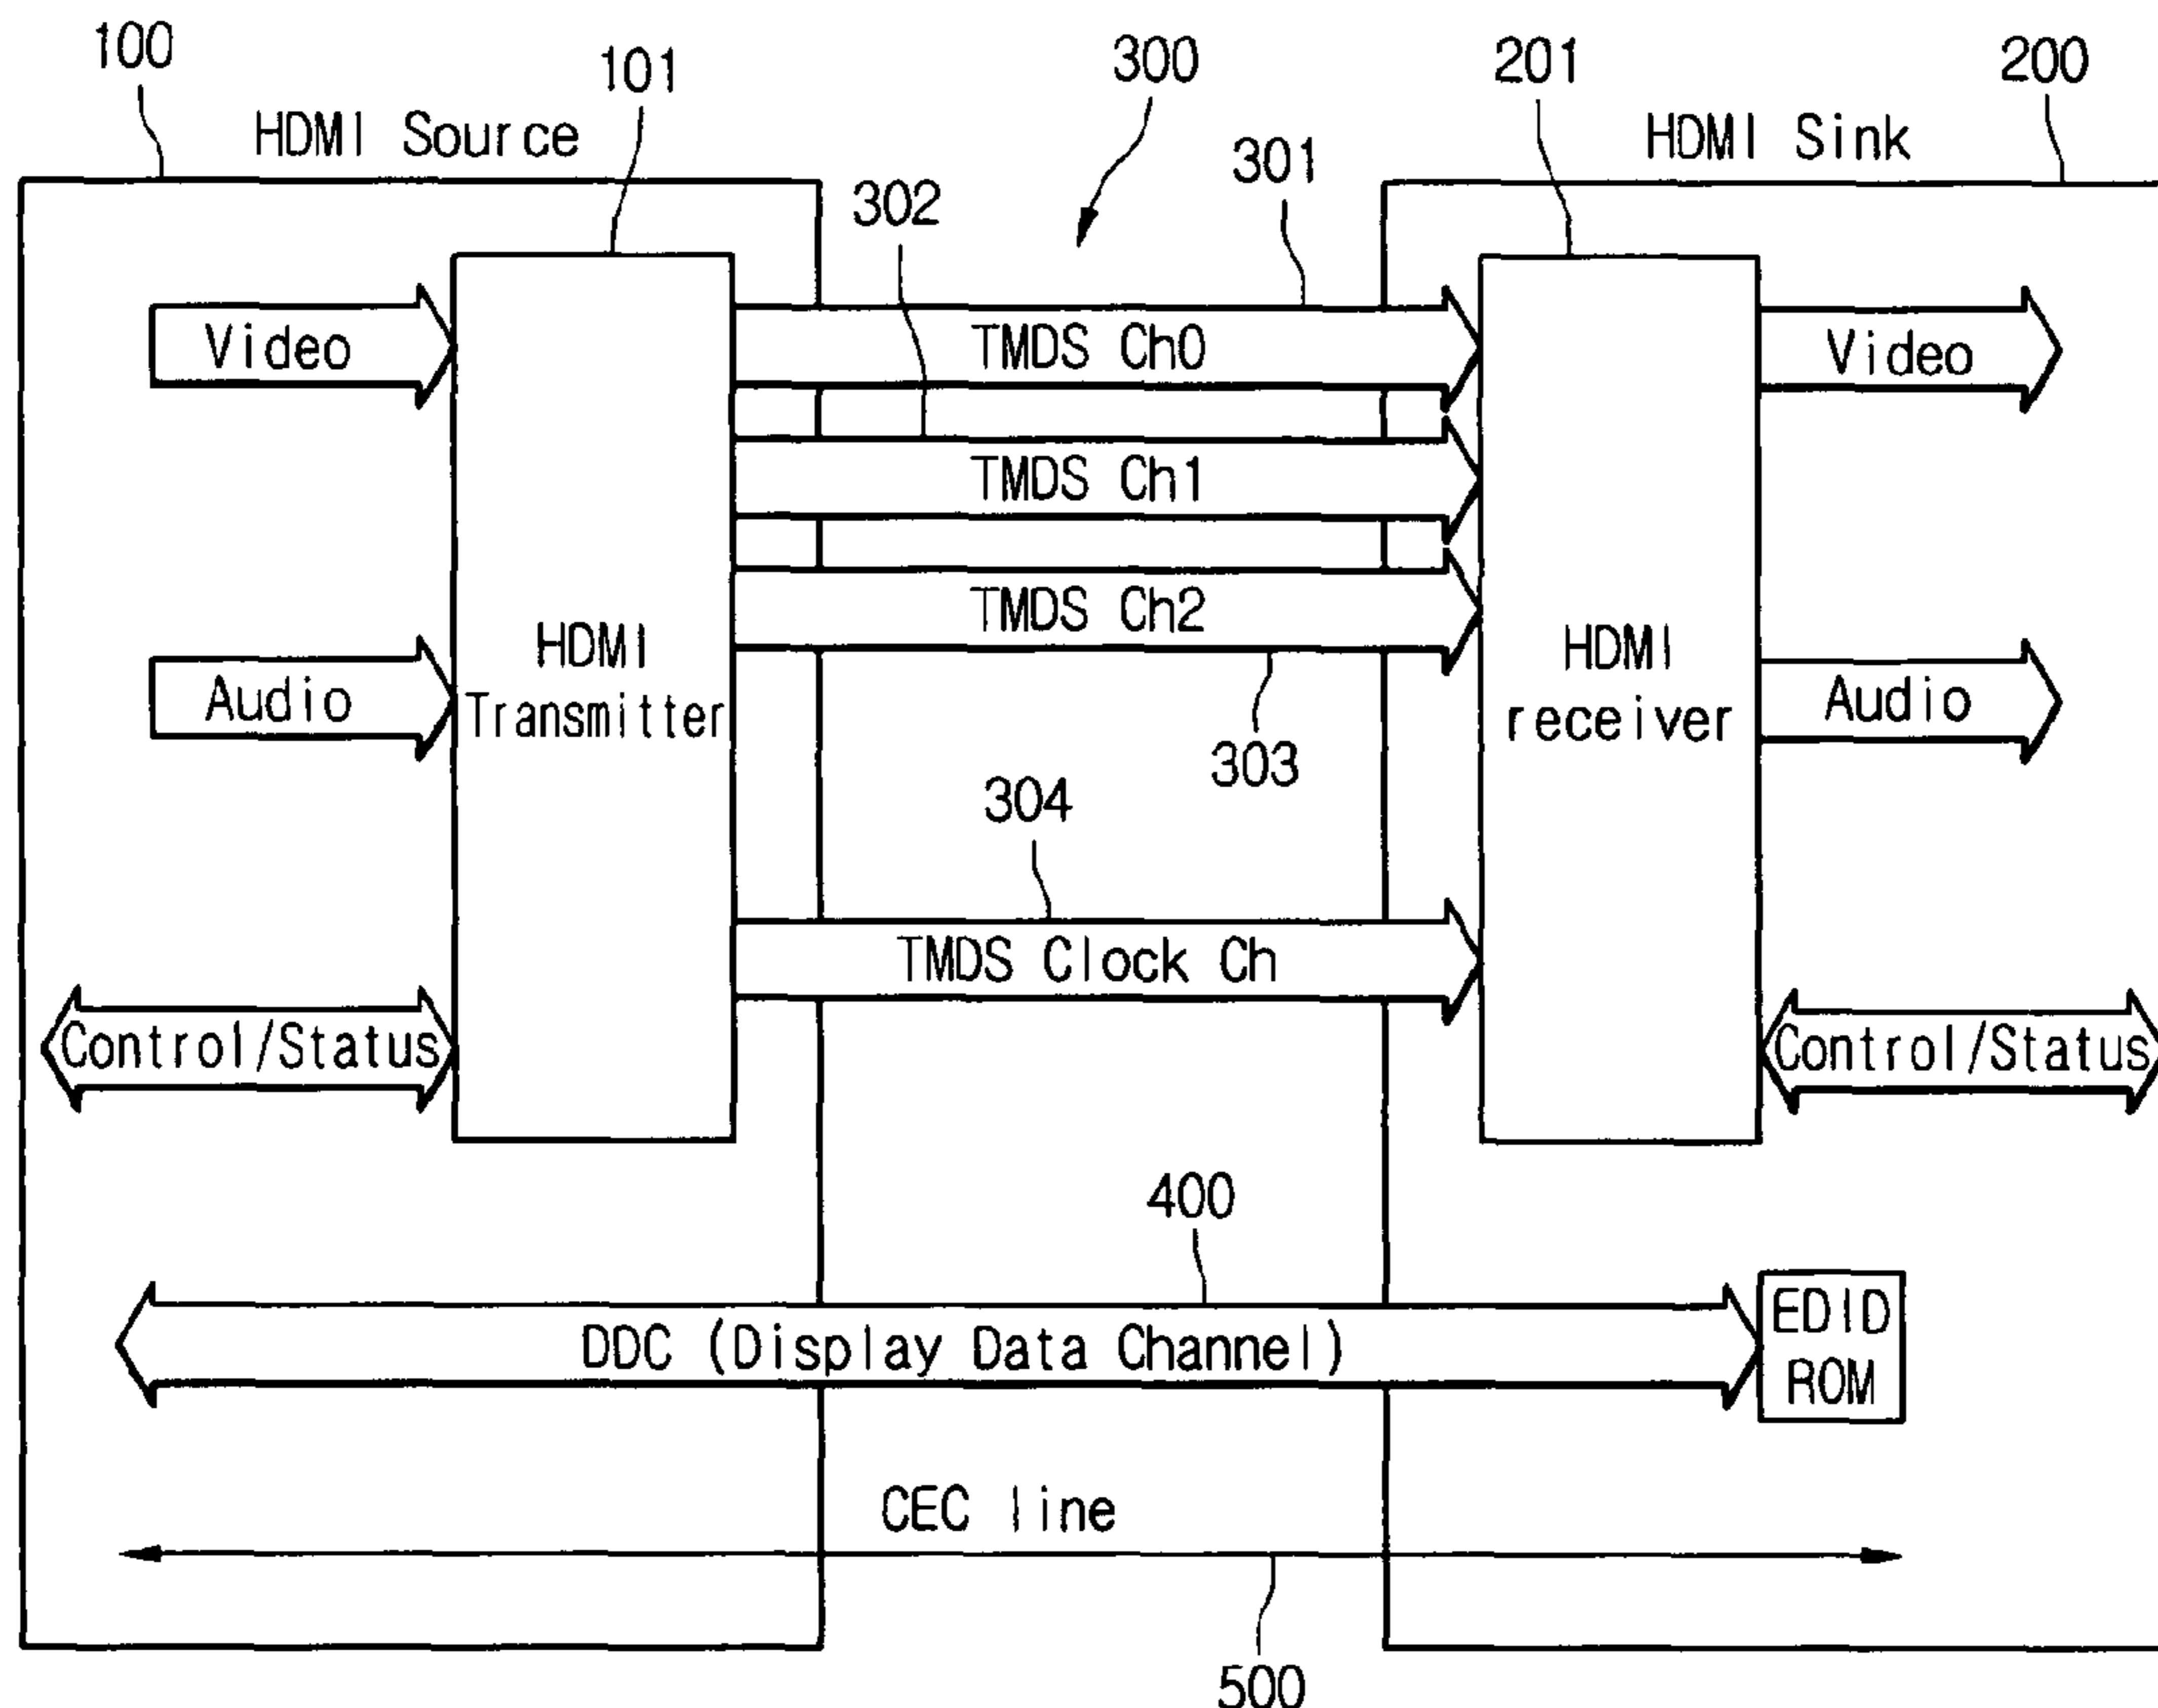 100
101
300
201
200
HDMI Source
HDMI Sink
301
302
Video
TMDS Ch0
Video
TMDS Ch1
TMDS Ch2
HDMI
Transmitter
HDMI
receiver
Audio
Audio
303
304
TMDS Clock Ch
Control/Status
Control/Status
400
DDC (Display Data Channel)
EDID
ROM
CEC line
500